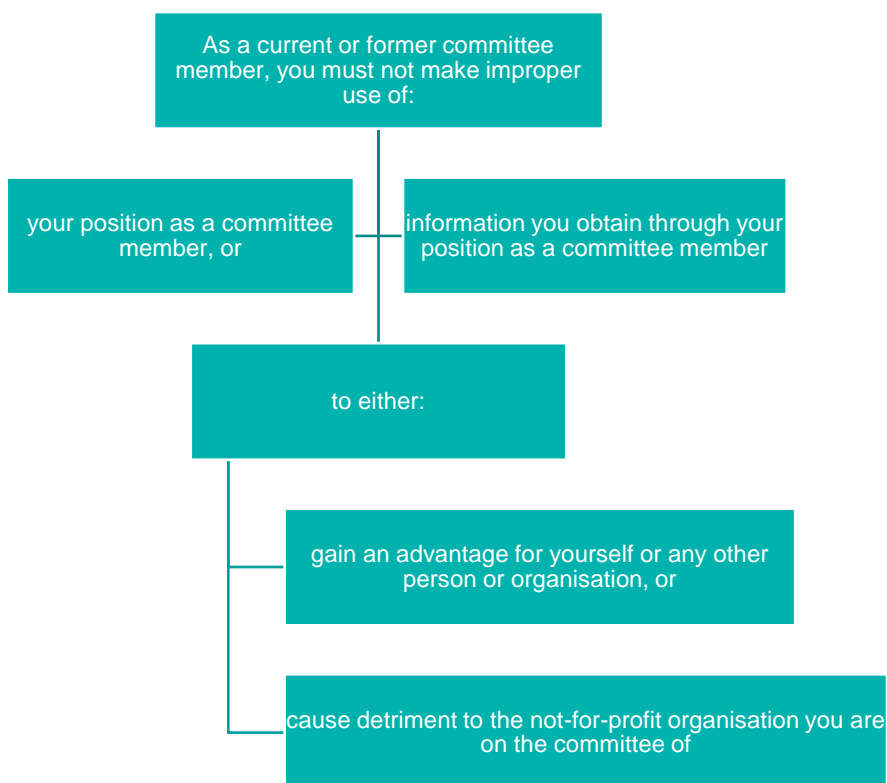 As a current or former committee
member, you must not make improper
use of:
your position as a committee
member, or
information you obtain through your
position as a committee member
to either:
gain an advantage for yourself or any other
person or organisation, or
cause detriment to the not-for-profit organisation you are
on the committee of